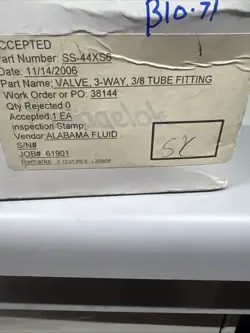 B10.71
ACCEPTED
Part Number: SS-44XS6
Date: 11/14/2006
Part Name: VALVE, 3-WAY, 3/8 TUBE FITTING
Work Order or PO: 38144
Qty Rejected 0
Accepted 1 EA
Inspection Stamp:
Vendor: ALABAMA FLUID
S/N#
JOB# 61901
Remarks